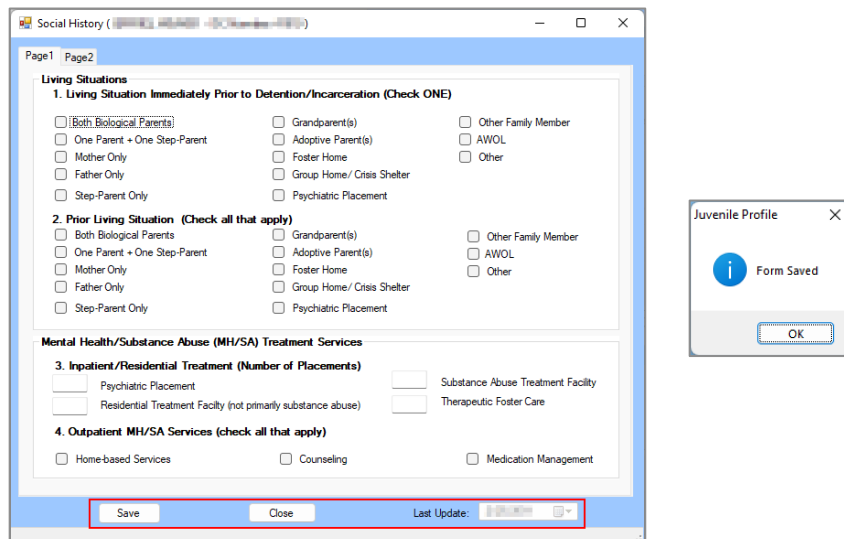 Social History (
Page1 Page2
Living Situations
1. Living Situation Immediately Prior to Detention/Incarceration (Check ONE)
Both Biological Parents Grandparent(s) Other Family Member
One Parent + One Step-Parent Adoptive Parent(s) AWOL
Mother Only Foster Home Other
Father Only Group Home/ Crisis Shelter
Step-Parent Only Psychiatric Placement
2. Prior Living Situation (Check all that apply)
Both Biological Parents Grandparent(s) Other Family Member
One Parent + One Step-Parent Adoptive Parent(s) AWOL
Mother Only Foster Home Other
Father Only Group Home/ Crisis Shelter
Step-Parent Only Psychiatric Placement
Mental Health/Substance Abuse (MH/SA) Treatment Services
3. Inpatient/Residential Treatment (Number of Placements)
Psychiatric Placement Substance Abuse Treatment Facility
Residential Treatment Facilty (not primarily substance abuse) Therapeutic Foster Care
4. Outpatient MH/SA Services (check all that apply)
Home-based Services Counseling Medication Management
Save Close Last Update:
Juvenile Profile
Form Saved
OK